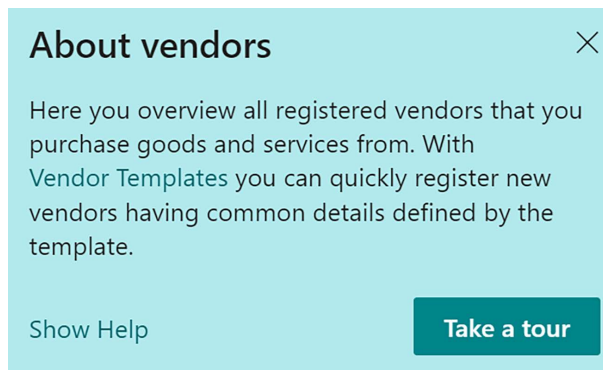 About vendors
Here you overview all registered vendors that you
purchase goods and services from. With
Vendor Templates you can quickly register new
vendors having common details defined by the
template.
Show Help
Take a tour